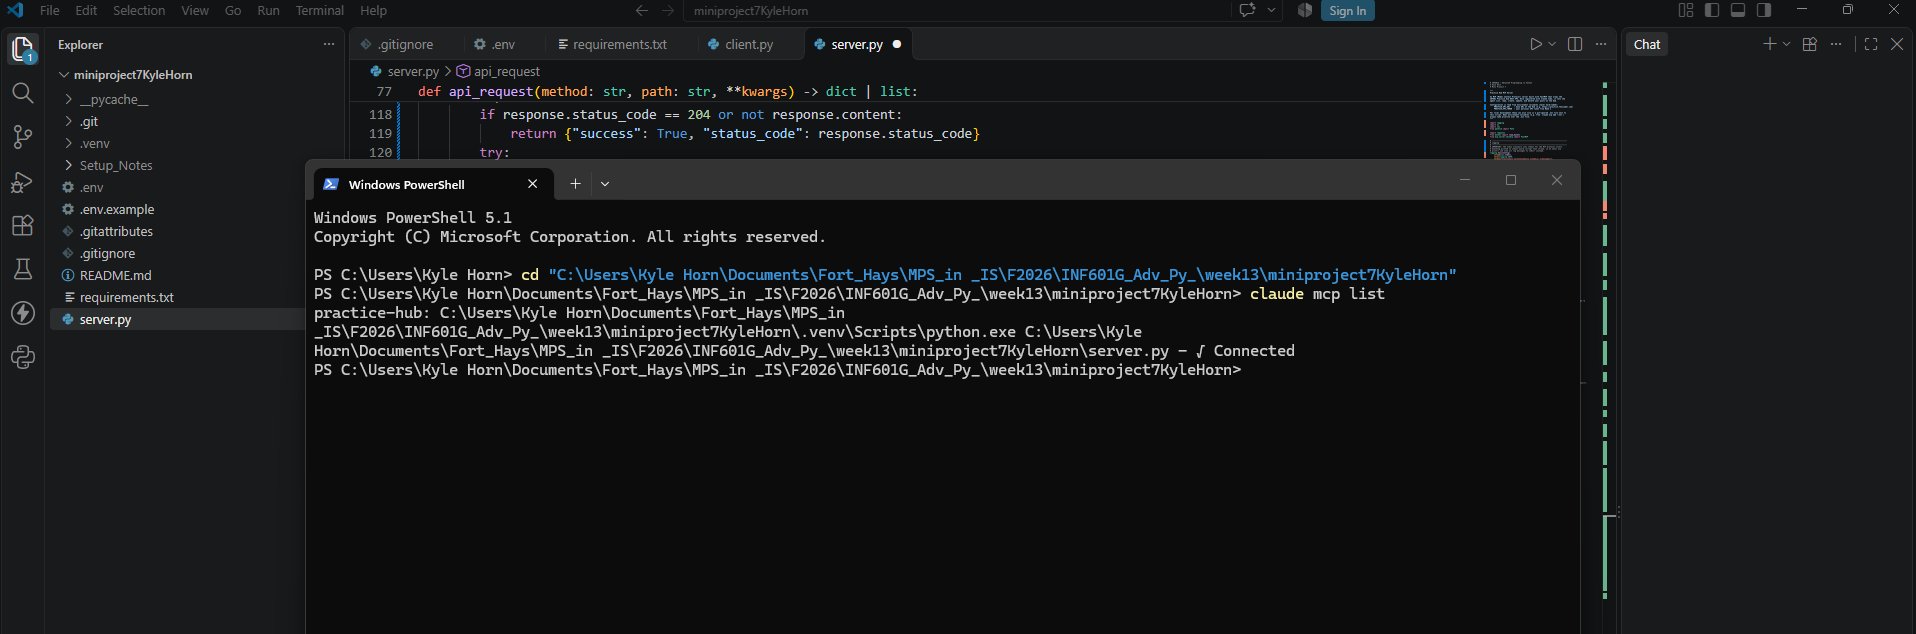 File Edit Selection View Go Run Terminal Help
miniproject7KyleHorn
Sign In
Explorer
miniproject7KyleHorn
__pycache__
.git
.venv
Setup_Notes
.env
.env.example
.gitattributes
.gitignore
README.md
requirements.txt
server.py
1
.gitignore .env requirements.txt client.py server.py
server.py > api_request
77 def api_request(method: str, path: str, **kwargs) -> dict | list:
118 if response.status_code == 204 or not response.content:
119 return {"success": True, "status_code": response.status_code}
120 try:
Chat
Windows PowerShell
Windows PowerShell 5.1
Copyright (C) Microsoft Corporation. All rights reserved.
PS C:\Users\Kyle Horn> cd "C:\Users\Kyle Horn\Documents\Fort_Hays\MPS_in _IS\F2026\INF601G_Adv_Py_\week13\miniproject7KyleHorn"
PS C:\Users\Kyle Horn\Documents\Fort_Hays\MPS_in _IS\F2026\INF601G_Adv_Py_\week13\miniproject7KyleHorn> claude mcp list
practice-hub: C:\Users\Kyle Horn\Documents\Fort_Hays\MPS_in
_IS\F2026\INF601G_Adv_Py_\week13\miniproject7KyleHorn\.venv\Scripts\python.exe C:\Users\Kyle
Horn\Documents\Fort_Hays\MPS_in _IS\F2026\INF601G_Adv_Py_\week13\miniproject7KyleHorn\server.py - √ Connected
PS C:\Users\Kyle Horn\Documents\Fort_Hays\MPS_in _IS\F2026\INF601G_Adv_Py_\week13\miniproject7KyleHorn>